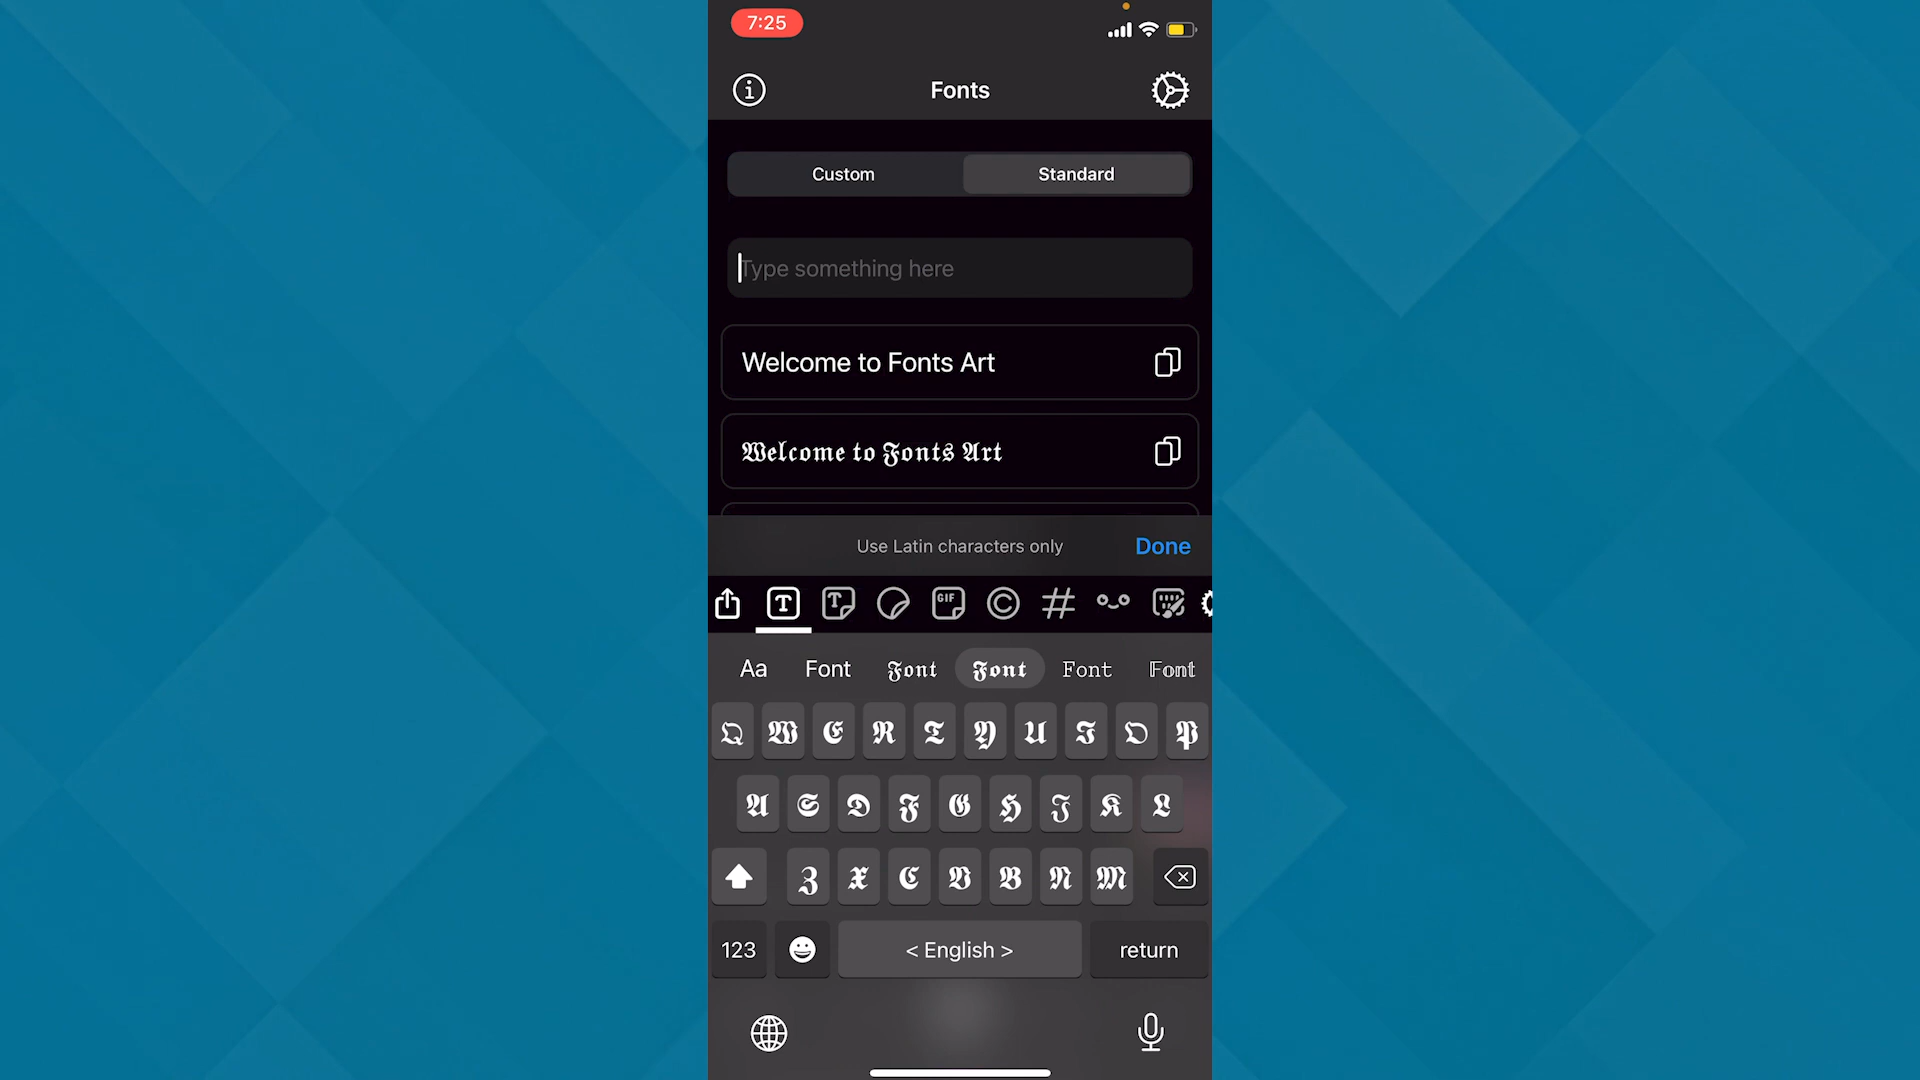 7:25
Fonts
Custom Standard
Type something here
Welcome to Fonts Art
𝔚𝔢𝔩𝔠𝔬𝔪𝔢 𝔱𝔬 𝔉𝔬𝔫𝔱𝔰 𝔄𝔯𝔱
Use Latin characters only Done
T T GIF © #
Aa Font 𝔉𝔬𝔫𝔱 𝕱𝖔𝖓𝖙 𝙵𝚘𝚗𝚝 𝔽𝕠𝕟𝕥
𝕼 𝖂 𝕰 𝕽 𝕿 𝖄 𝖀 𝕴 𝕺 𝕻
𝕬 𝕾 𝕯 𝕱 𝕲 𝕳 𝕵 𝕶 𝕷
𝖅 𝖃 𝕮 𝖁 𝕭 𝕹 𝕸
123 < English > return